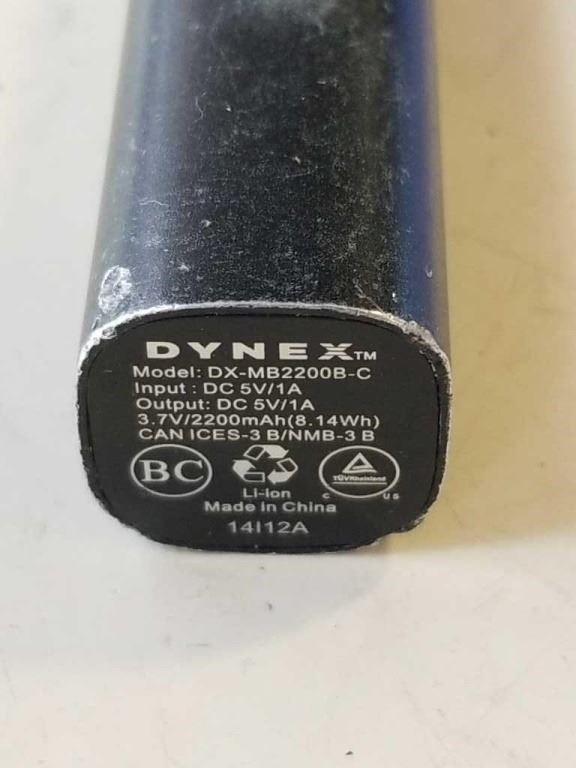 DYNEX™
Model: DX-MB2200B-C
Input : DC 5V/1A
Output: DC 5V/1A
3.7V/2200mAh(8.14Wh)
CAN ICES-3 B/NMB-3 B
BC
TÜVRheinland
C US
Li-ion
Made in China
14I12A